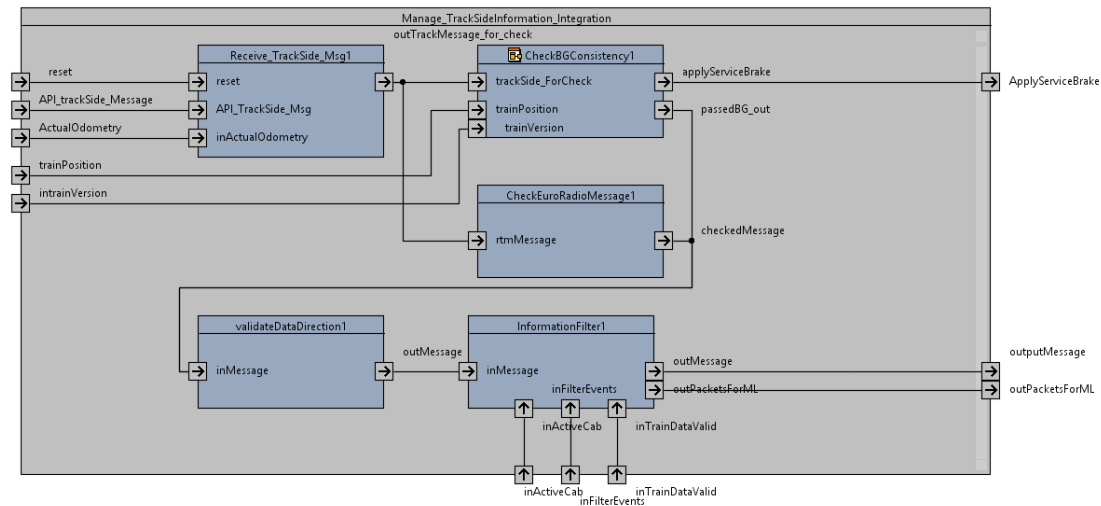 Manage_TrackSideInformation_Integration
outTrackMessage_for_check
Receive_TrackSide_Msg1
CheckBGConsistency1
reset
reset
trackSide_ForCheck
applyServiceBrake
ApplyServiceBrake
API_trackSide_Message
API_TrackSide_Msg
trainPosition
passedBG_out
ActualOdometry
inActualOdometry
trainVersion
trainPosition
intrainVersion
CheckEuroRadioMessage1
rtmMessage
checkedMessage
validateDataDirection1
InformationFilter1
outMessage
outMessage
outputMessage
inMessage
inMessage
inFilterEvents
outPacketsForML
outPacketsForML
inActiveCab
inTrainDataValid
inActiveCab
inTrainDataValid
inFilterEvents